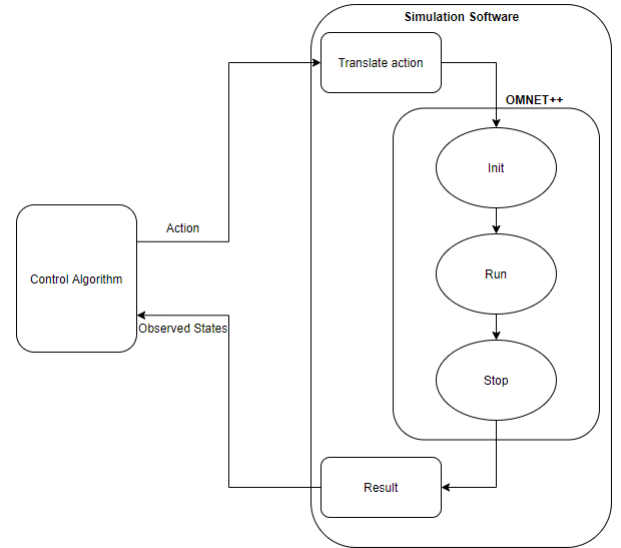 Simulation Software
Translate action
OMNET++
Init
Action
Run
Control Algorithm
Observed States
Stop
Result